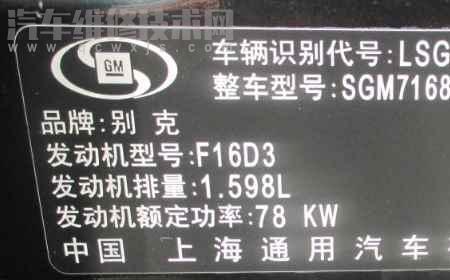 汽车维修技术网
www.qcwxjs.com
GM
车辆识别代号:LSG
整车型号:SGM7168
品牌:别克
发动机型号:F16D3
发动机排量:1.598L
发动机额定功率:78 KW
中国 上海通用汽车